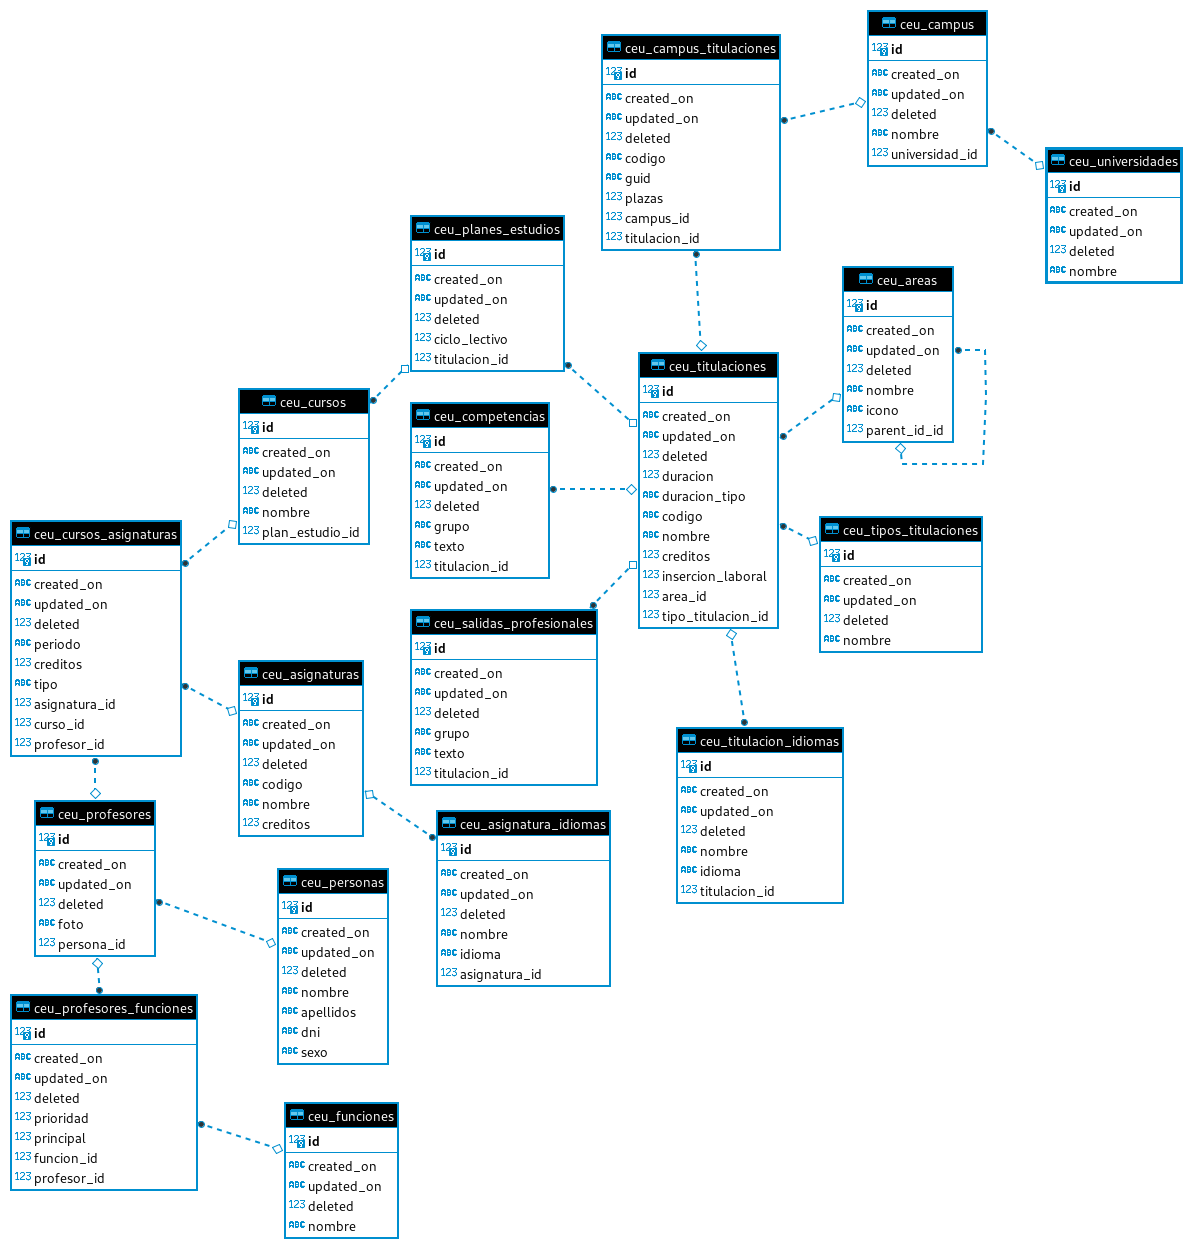 ceu_campus
123 id
ABC created_on
ABC updated_on
123 deleted
ABC nombre
123 universidad_id
ceu_campus_titulaciones
123 id
ABC created_on
ABC updated_on
123 deleted
ABC codigo
ABC guid
123 plazas
123 campus_id
123 titulacion_id
ceu_universidades
123 id
ABC created_on
ABC updated_on
123 deleted
ABC nombre
ceu_planes_estudios
123 id
ABC created_on
ABC updated_on
123 deleted
123 ciclo_lectivo
123 titulacion_id
ceu_areas
123 id
ABC created_on
ABC updated_on
123 deleted
ABC nombre
ABC icono
123 parent_id_id
ceu_titulaciones
123 id
ABC created_on
ABC updated_on
123 deleted
123 duracion
ABC duracion_tipo
ABC codigo
ABC nombre
123 creditos
123 insercion_laboral
123 area_id
123 tipo_titulacion_id
ceu_cursos
123 id
ABC created_on
ABC updated_on
123 deleted
ABC nombre
123 plan_estudio_id
ceu_competencias
123 id
ABC created_on
ABC updated_on
123 deleted
ABC grupo
ABC texto
123 titulacion_id
ceu_tipos_titulaciones
123 id
ABC created_on
ABC updated_on
123 deleted
ABC nombre
ceu_cursos_asignaturas
123 id
ABC created_on
ABC updated_on
123 deleted
ABC periodo
123 creditos
ABC tipo
123 asignatura_id
123 curso_id
123 profesor_id
ceu_salidas_profesionales
123 id
ABC created_on
ABC updated_on
123 deleted
ABC grupo
ABC texto
123 titulacion_id
ceu_asignaturas
123 id
ABC created_on
ABC updated_on
123 deleted
ABC codigo
ABC nombre
123 creditos
ceu_titulacion_idiomas
123 id
ABC created_on
ABC updated_on
123 deleted
ABC nombre
ABC idioma
123 titulacion_id
ceu_profesores
123 id
ABC created_on
ABC updated_on
123 deleted
ABC foto
123 persona_id
ceu_asignatura_idiomas
123 id
ABC created_on
ABC updated_on
123 deleted
ABC nombre
ABC idioma
123 asignatura_id
ceu_personas
123 id
ABC created_on
ABC updated_on
123 deleted
ABC nombre
ABC apellidos
ABC dni
ABC sexo
ceu_profesores_funciones
123 id
ABC created_on
ABC updated_on
123 deleted
123 prioridad
123 principal
123 funcion_id
123 profesor_id
ceu_funciones
123 id
ABC created_on
ABC updated_on
123 deleted
ABC nombre